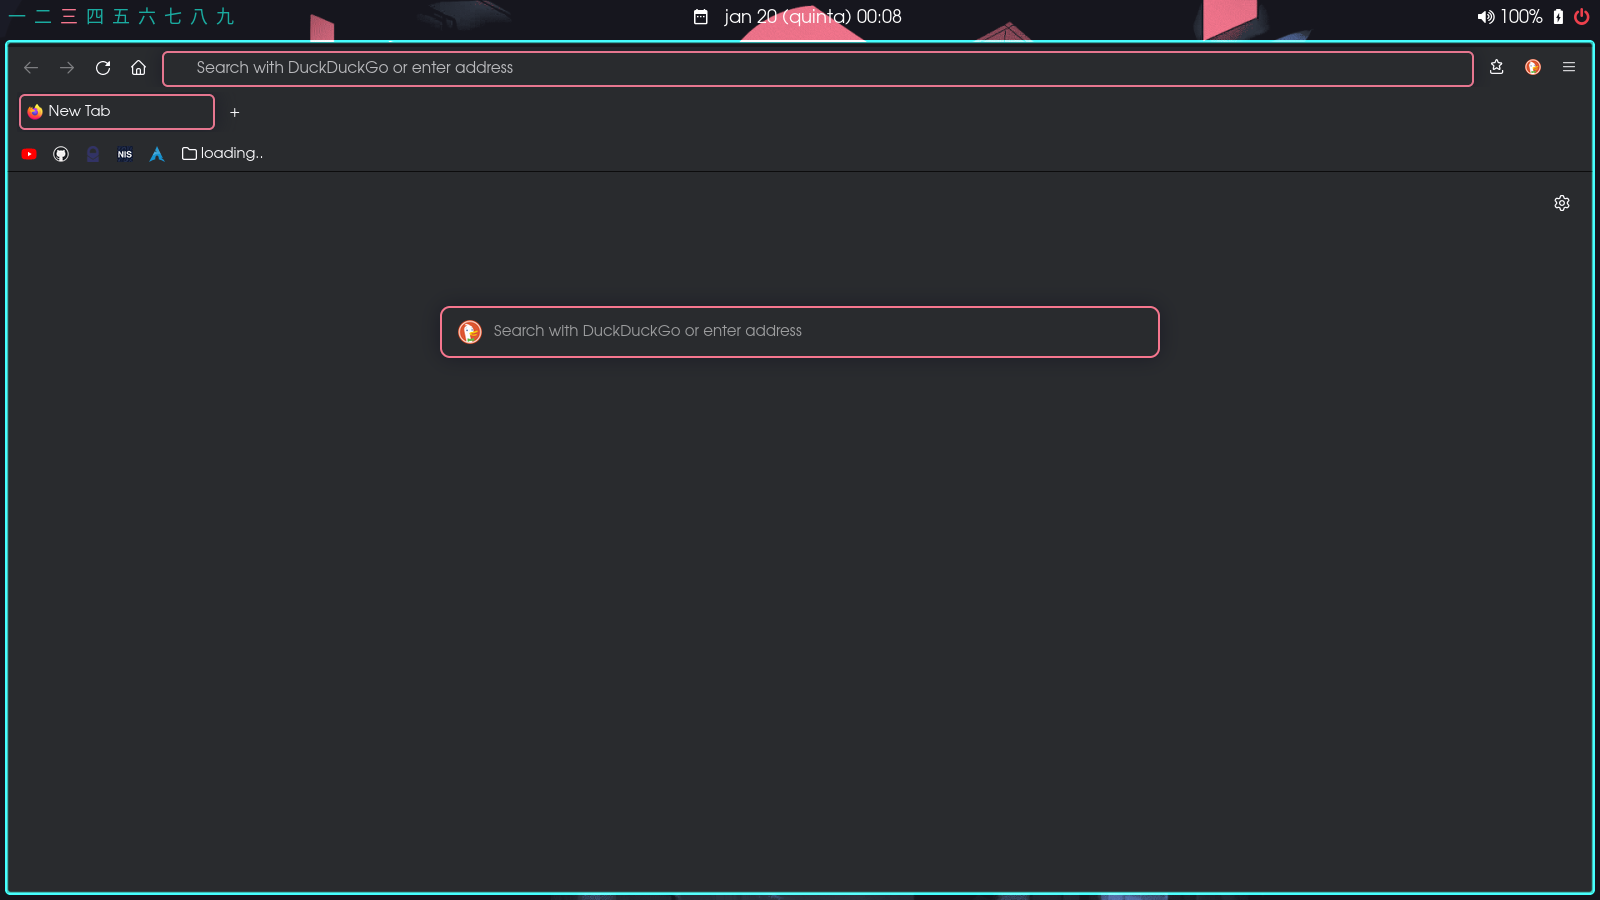 一 二 三 四 五 六 七 八 九 jan 20 (quinta) 00:08 100%
Search with DuckDuckGo or enter address
New Tab +
NIS loading..
Search with DuckDuckGo or enter address